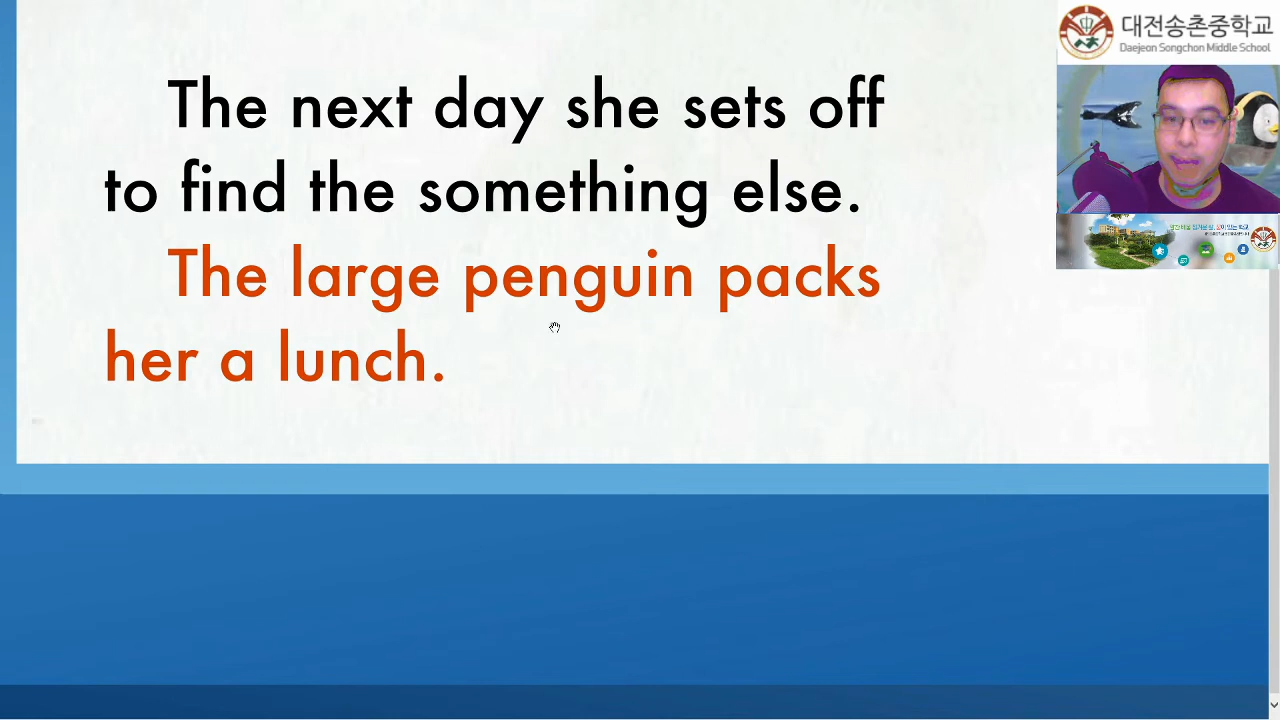 The next day she sets off
to find the something else.
The large penguin packs
her a lunch.
대전송촌중학교
Daejeon Songchon Middle School